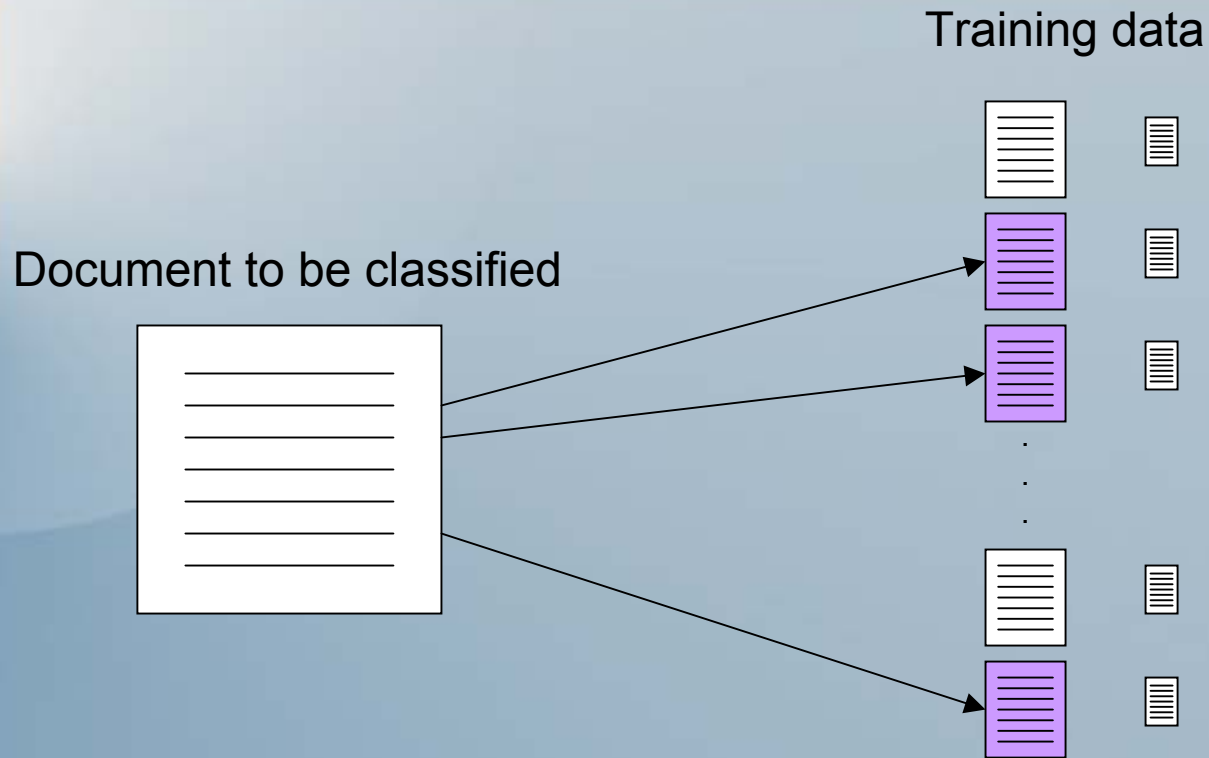 Training data
Document to be classified
.
.
.